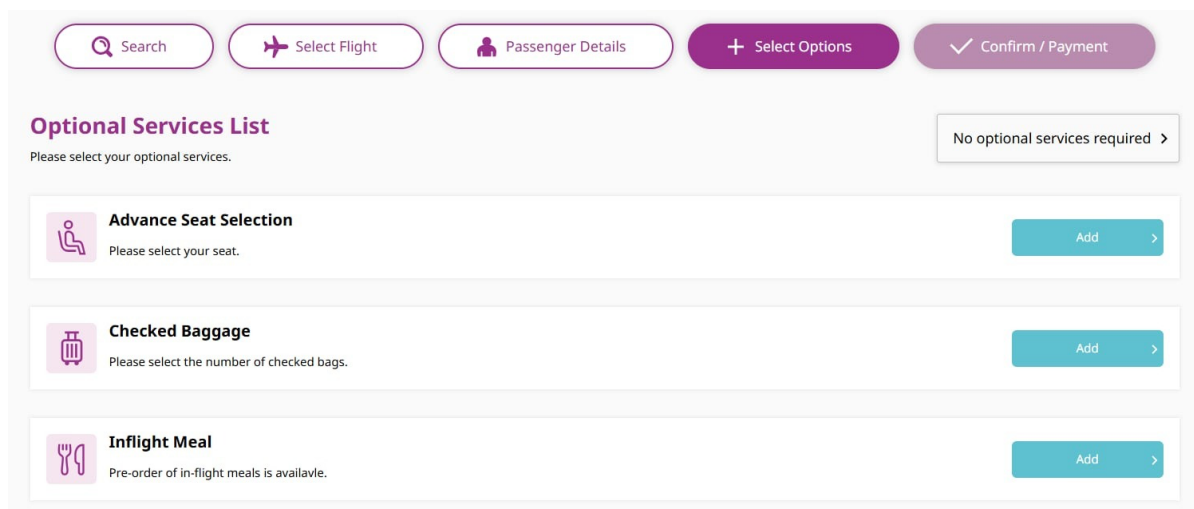 Search
Select Flight
Passenger Details
Select Options
Confirm / Payment
Optional Services List
Please select your optional services.
No optional services required
Advance Seat Selection
Please select your seat.
Add
Checked Baggage
Please select the number of checked bags.
Add
Inflight Meal
Pre-order of in-flight meals is availavle.
Add